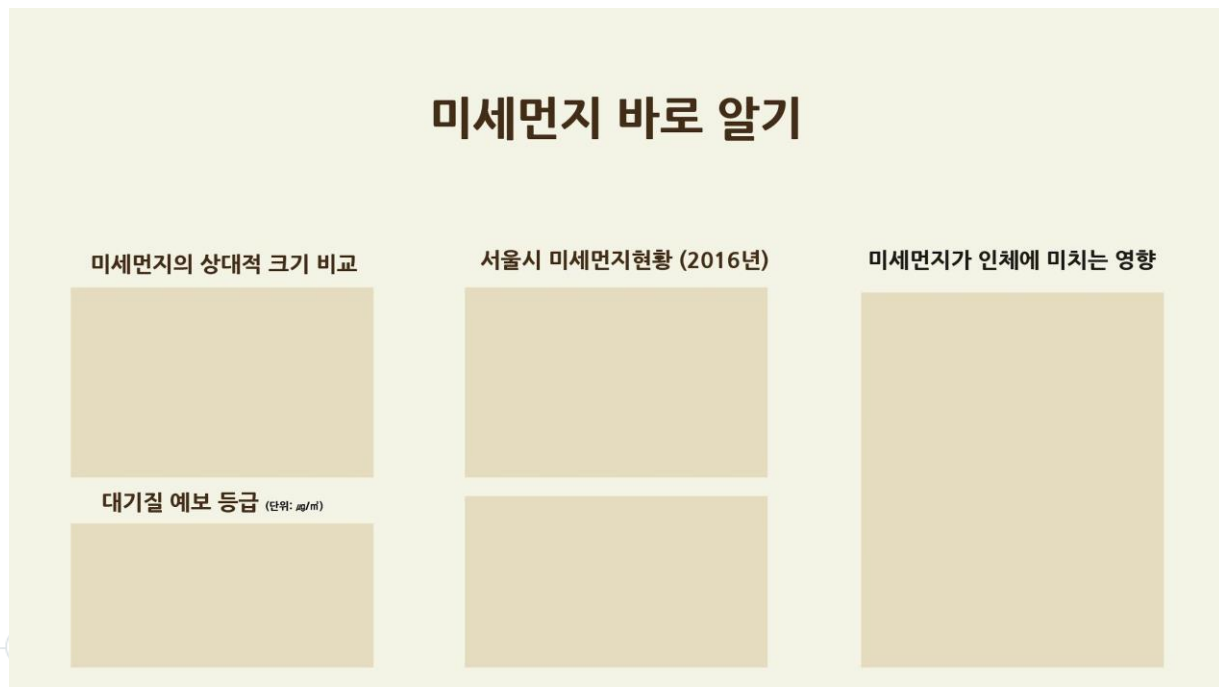 미세먼지 바로 알기
미세먼지의 상대적 크기 비교
대기질 예보 등급 (단위: ㎍/㎥)
서울시 미세먼지현황 (2016년)
미세먼지가 인체에 미치는 영향